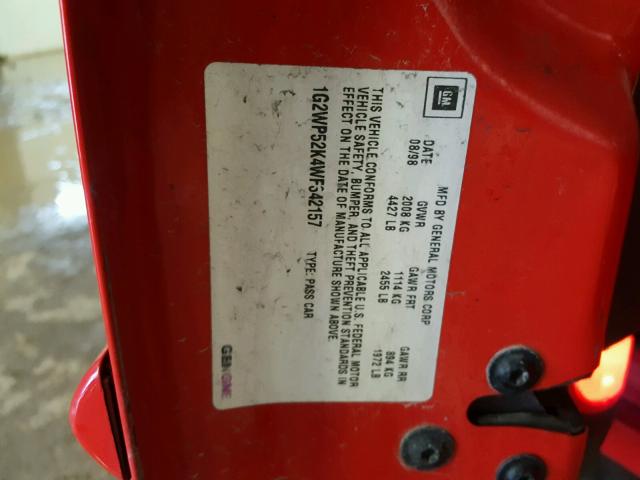 GM
MFD BY GENERAL MOTORS CORP
DATE GVWR GAWR FRT GAWR RR
08/98 2008 KG 1114 KG 894 KG
4427 LB 2455 LB 1972 LB
THIS VEHICLE CONFORMS TO ALL APPLICABLE U.S. FEDERAL MOTOR
VEHICLE SAFETY, BUMPER, AND THEFT PREVENTION STANDARDS IN
EFFECT ON THE DATE OF MANUFACTURE SHOWN ABOVE.
1G2WP52K4WF342157 TYPE: PASS CAR
GENUINE